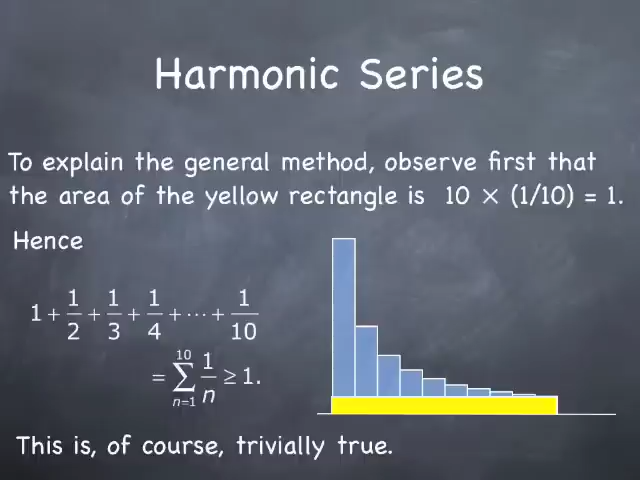 Harmonic Series
To explain the general method, observe first that
the area of the yellow rectangle is 10 × (1/10) = 1.
Hence
1 + 1/2 + 1/3 + 1/4 + ⋯ + 1/10
= ∑_{n=1}^{10} 1/n ≥ 1.
This is, of course, trivially true.